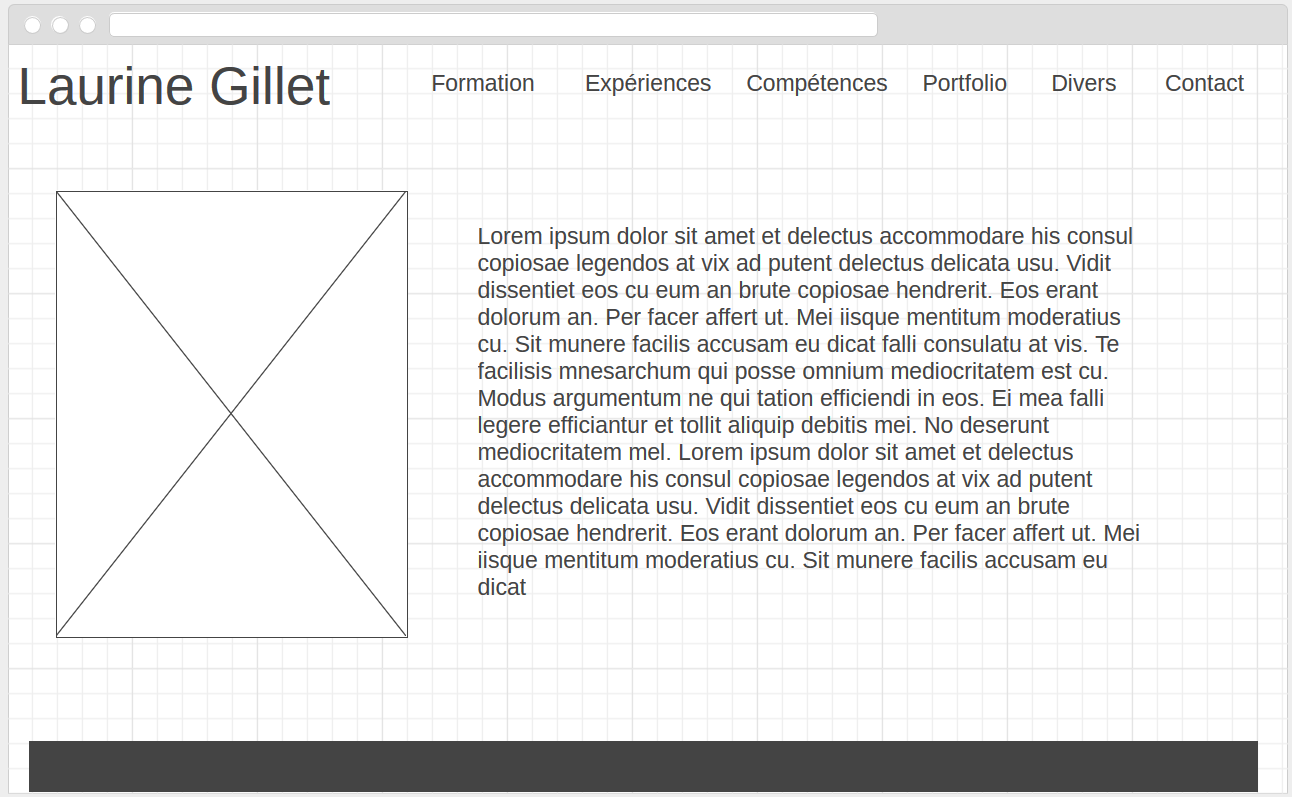 Laurine Gillet
Formation Expériences Compétences Portfolio Divers Contact
Lorem ipsum dolor sit amet et delectus accommodare his consul
copiosae legendos at vix ad putent delectus delicata usu. Vidit
dissentiet eos cu eum an brute copiosae hendrerit. Eos erant
dolorum an. Per facer affert ut. Mei iisque mentitum moderatius
cu. Sit munere facilis accusam eu dicat falli consulatu at vis. Te
facilisis mnesarchum qui posse omnium mediocritatem est cu.
Modus argumentum ne qui tation efficiendi in eos. Ei mea falli
legere efficiantur et tollit aliquip debitis mei. No deserunt
mediocritatem mel. Lorem ipsum dolor sit amet et delectus
accommodare his consul copiosae legendos at vix ad putent
delectus delicata usu. Vidit dissentiet eos cu eum an brute
copiosae hendrerit. Eos erant dolorum an. Per facer affert ut. Mei
iisque mentitum moderatius cu. Sit munere facilis accusam eu
dicat